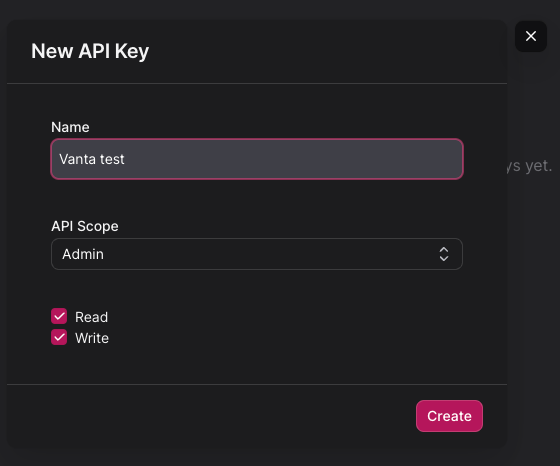 New API Key
Name
Vanta test
ys yet.
API Scope
Admin
Read
Write
Create